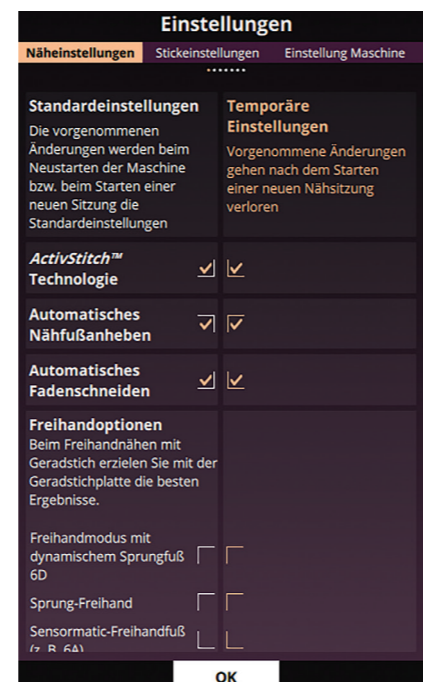 Einstellungen
Näheinstellungen Stickeinstellungen Einstellung Maschine
Standardeinstellungen
Die vorgenommenen
Änderungen werden beim
Neustarten der Maschine
bzw. beim Starten einer
neuen Sitzung die
Standardeinstellungen
Temporäre
Einstellungen
Vorgenommene Änderungen
gehen nach dem Starten
einer neuen Nähsitzung
verloren
ActivStitch™
Technologie
Automatisches
Nähfußanheben
Automatisches
Fadenschneiden
Freihandoptionen
Beim Freihandnähen mit
Geradstich erzielen Sie mit der
Geradstichplatte die besten
Ergebnisse.
Freihandmodus mit
dynamischem Sprungfuß
6D
Sprung-Freihand
Sensormatic-Freihandfuß
(z. B. 6A)
OK